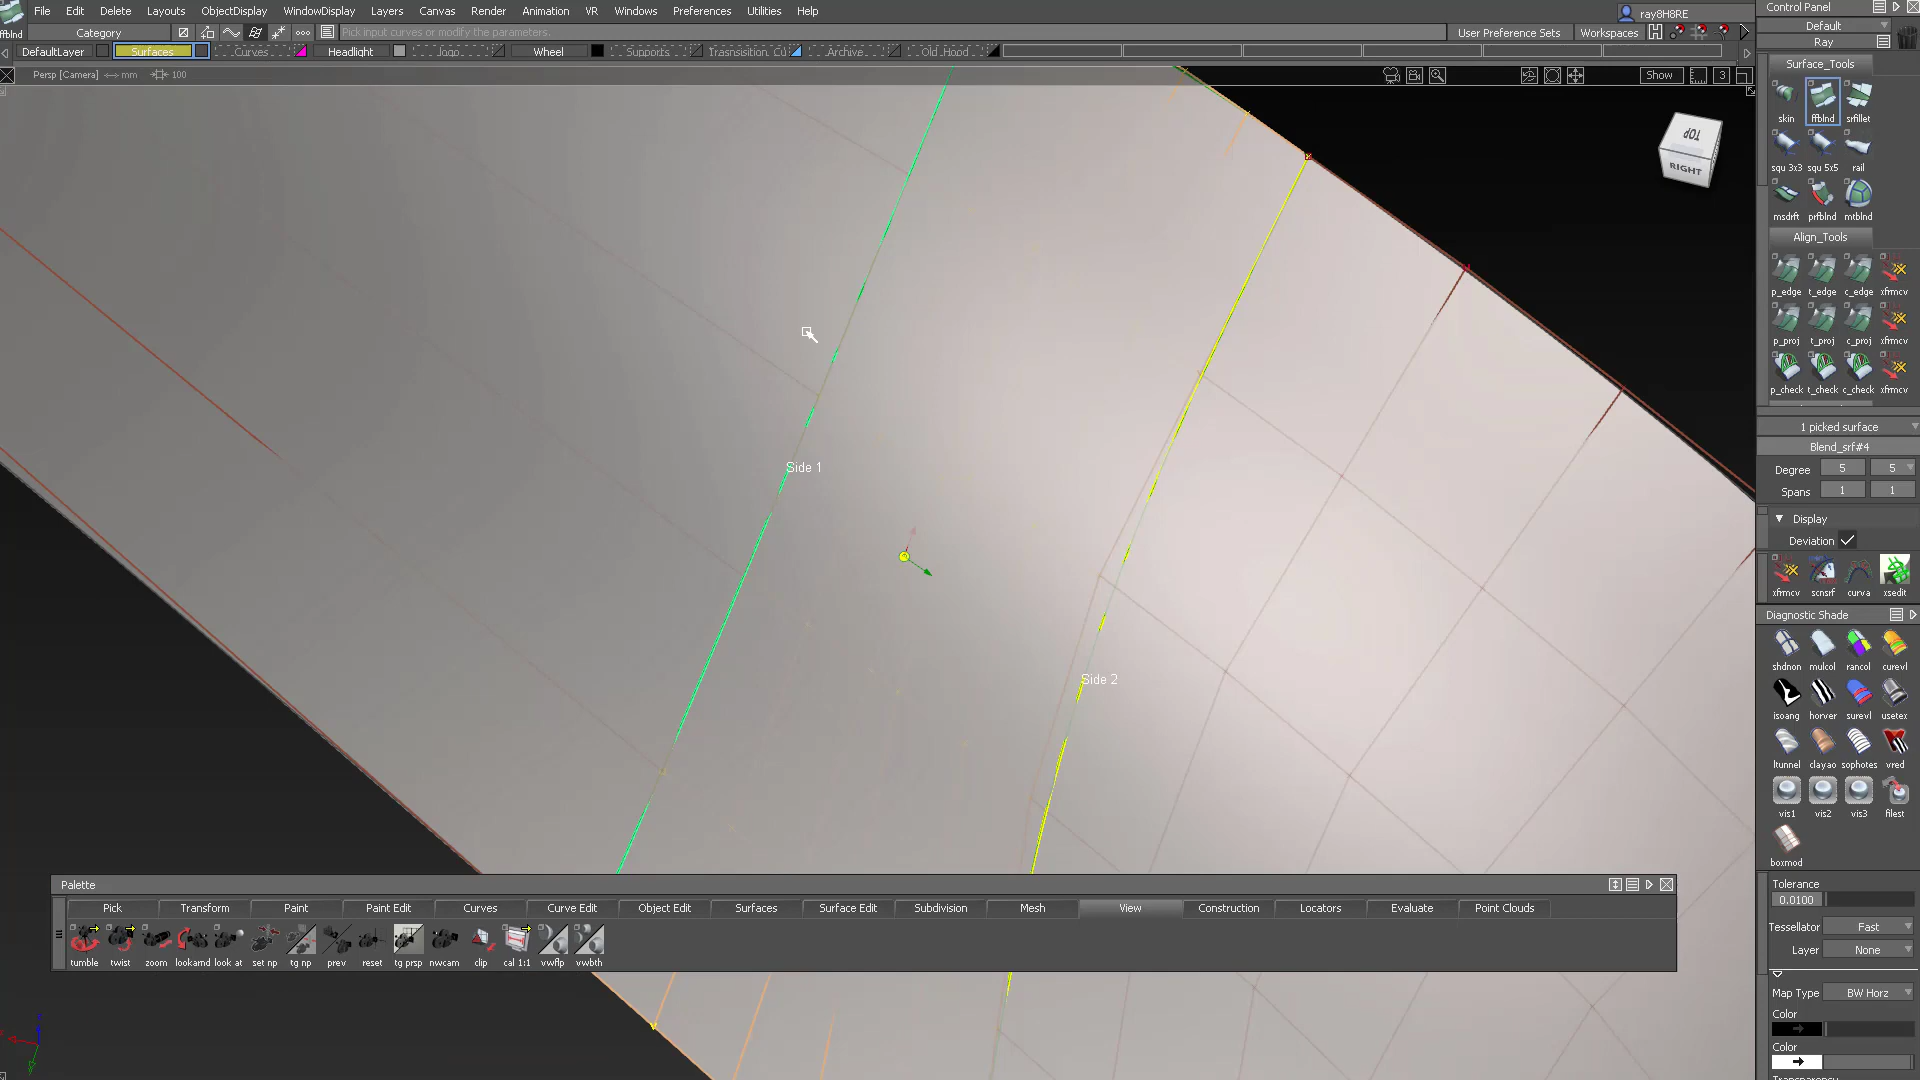 File Edit Delete Layouts ObjectDisplay WindowDisplay Layers Canvas Render Animation VR Windows Preferences Utilities Help
ray8H8RE
Control Panel
ffblnd
Category
Pick input curves or modify the parameters.
User Preference Sets
Workspaces
Default
Ray
DefaultLayer
Surfaces
Curves
Headlight
logo
Wheel
Supports
Archive
Old_Hood
Persp [Camera] mm 100
Show
3
TOP
RIGHT
Side 1
Side 2
Surface_Tools
skin ffblnd srfillet
squ 3x3 squ 5x5 rail
msdrft prfblnd mtblnd
Align_Tools
p_edge t_edge c_edge xfrmcv
p_proj t_proj c_proj xfrmcv
p_check t_check c_check xfrmcv
1 picked surface
Blend_srf#4
Degree 5 5
Spans 1 1
Display
Deviation
xfrmcv scnsrf curva xsedit
Diagnostic Shade
shdnon mulcol rancol curevl
isoang horver surevl usetex
ltunnel clayao sophotes vred
vis1 vis2 vis3 filest
boxmod
Tolerance
0.0100
Tessellator Fast
Layer None
Map Type BW Horz
Color
Color
Palette
Pick Transform Paint Paint Edit Curves Curve Edit Object Edit Surfaces Surface Edit Subdivision Mesh View Construction Locators Evaluate Point Clouds
tumble twist zoom lookarnd look at set np tg np prev reset tg prsp nwcam clip cal 1:1 vwflp vwbth